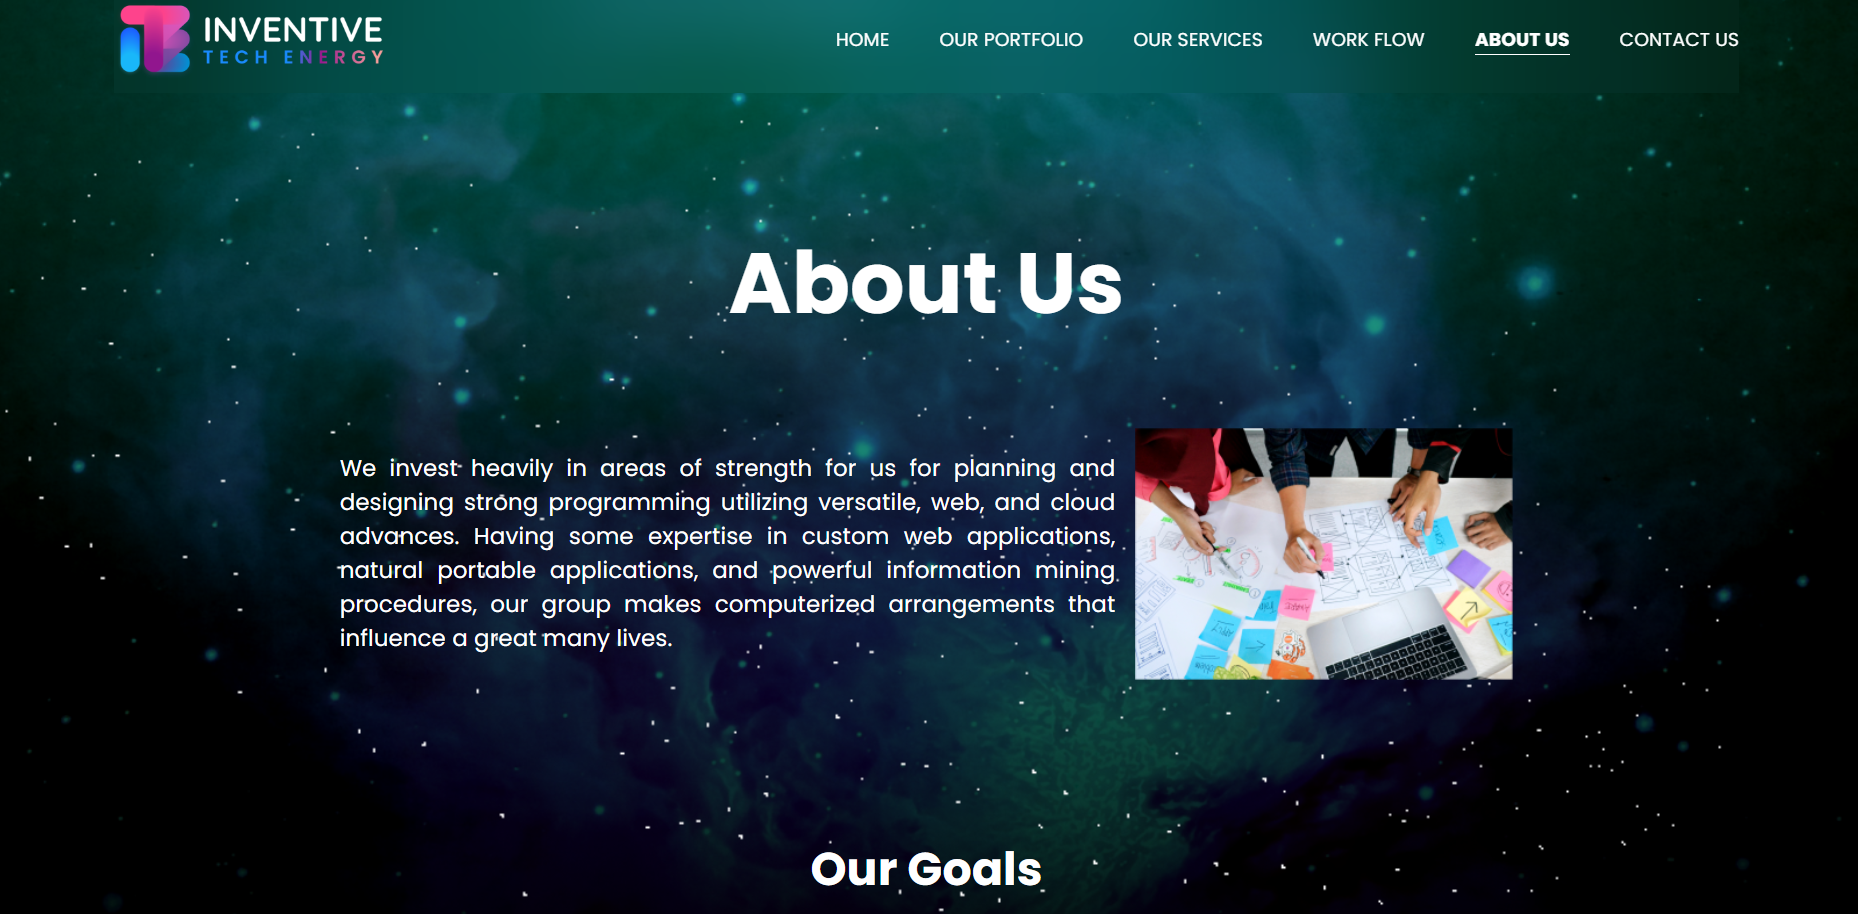 INVENTIVE
TECH ENERGY
HOME OUR PORTFOLIO OUR SERVICES WORK FLOW ABOUT US CONTACT US
About Us
We invest heavily in areas of strength for us for planning and
designing strong programming utilizing versatile, web, and cloud
advances. Having some expertise in custom web applications,
natural portable applications, and powerful information mining
procedures, our group makes computerized arrangements that
influence a great many lives.
Our Goals